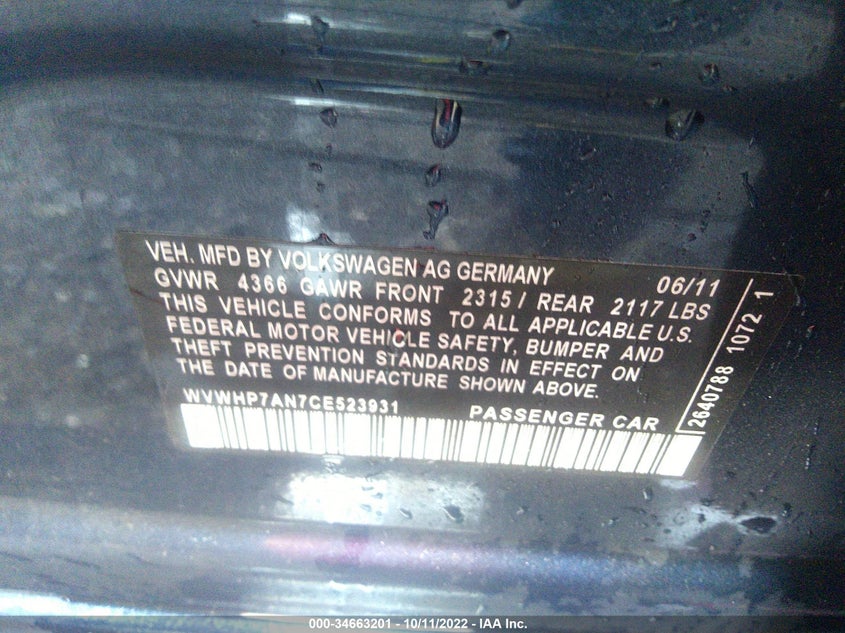 VEH. MFD BY VOLKSWAGEN AG GERMANY 06/11
GVWR 4366 GAWR FRONT 2315 / REAR 2117 LBS
THIS VEHICLE CONFORMS TO ALL APPLICABLE U.S.
FEDERAL MOTOR VEHICLE SAFETY, BUMPER AND
THEFT PREVENTION STANDARDS IN EFFECT ON
THE DATE OF MANUFACTURE SHOWN ABOVE.
WVWHP7AN7CE523931 PASSENGER CAR
2640788 1072 1
000-34663201 - 10/11/2022 - IAA Inc.